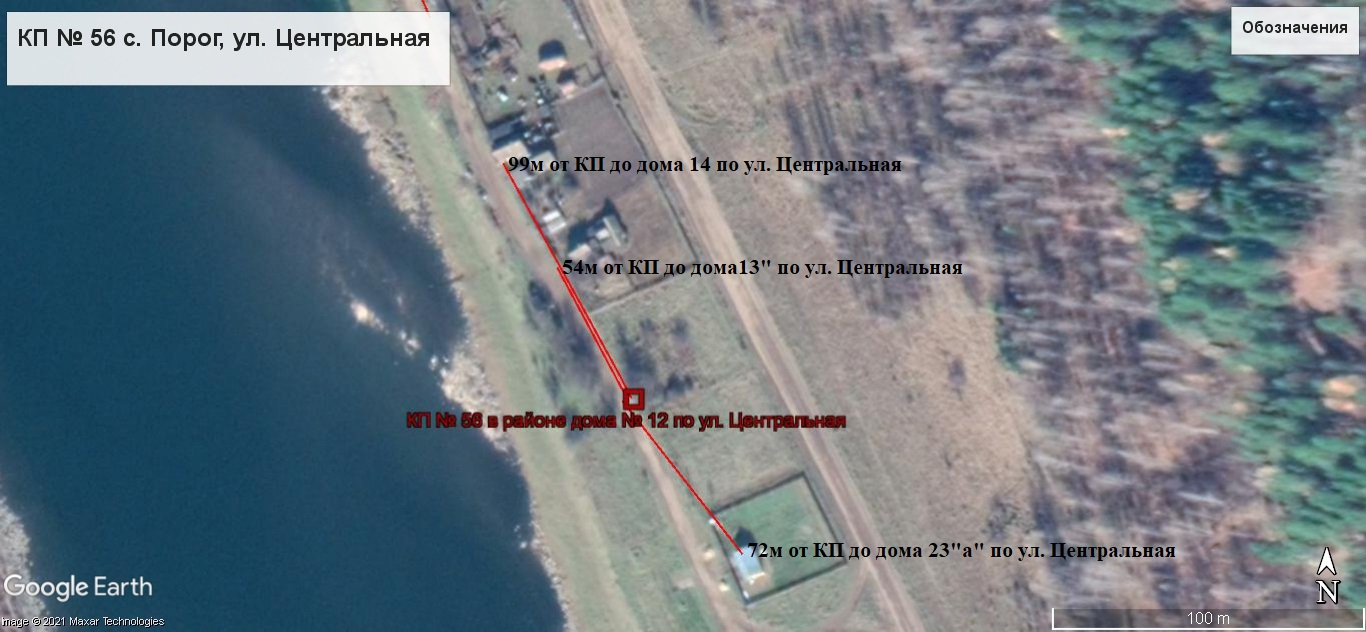 КП № 56 с. Порог, ул. Центральная
Обозначения
99м от КП до дома 14 по ул. Центральная
54м от КП до дома13" по ул. Центральная
КП № 56 в районе дома № 12 по ул. Центральная
72м от КП до дома 23"а" по ул. Центральная
N
Google Earth
Image © 2021 Maxar Technologies
100 m